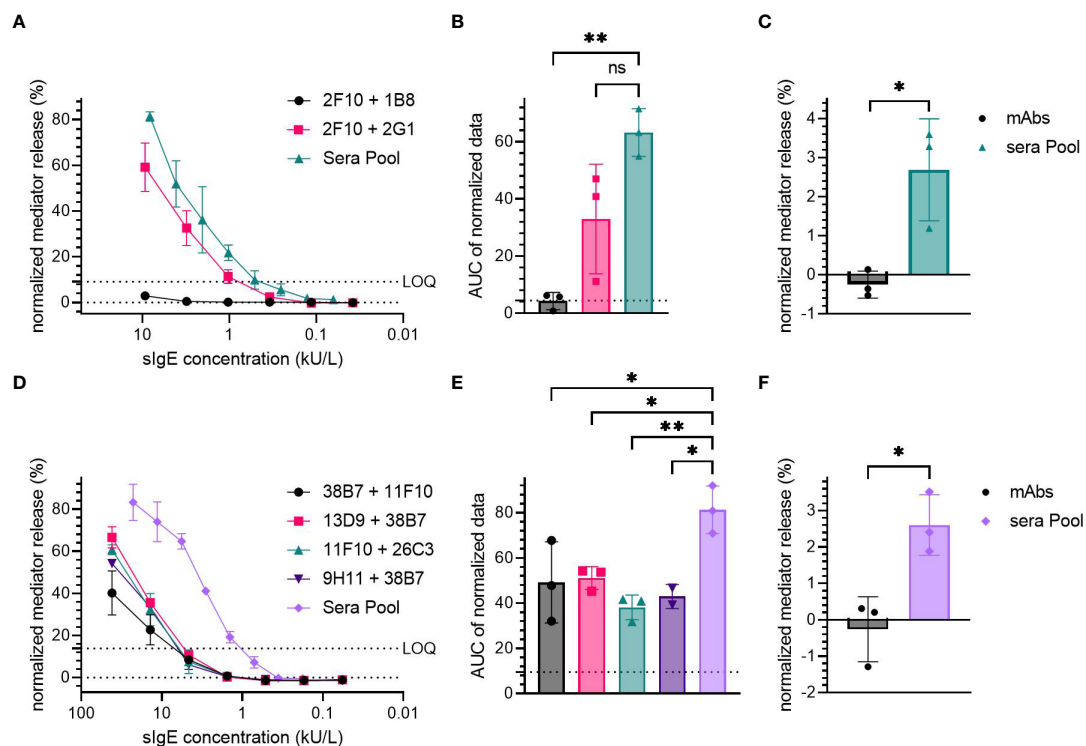 A
normalized mediator release (%)
80
60
40
20
0
10
1
0.1
0.01
sIgE concentration (kU/L)
2F10 + 1B8
2F10 + 2G1
Sera Pool
LOQ
B
**
ns
AUC of normalized data
60
40
20
0
C
*
normalized mediator release (%)
4
3
2
1
0
-1
mAbs
sera Pool
D
normalized mediator release (%)
80
60
40
20
0
100
10
1
0.1
0.01
sIgE concentration (kU/L)
38B7 + 11F10
13D9 + 38B7
11F10 + 26C3
9H11 + 38B7
Sera Pool
LOQ
E
*
*
**
*
AUC of normalized data
80
60
40
20
0
F
*
normalized mediator release (%)
4
3
2
1
0
-1
-2
mAbs
sera Pool